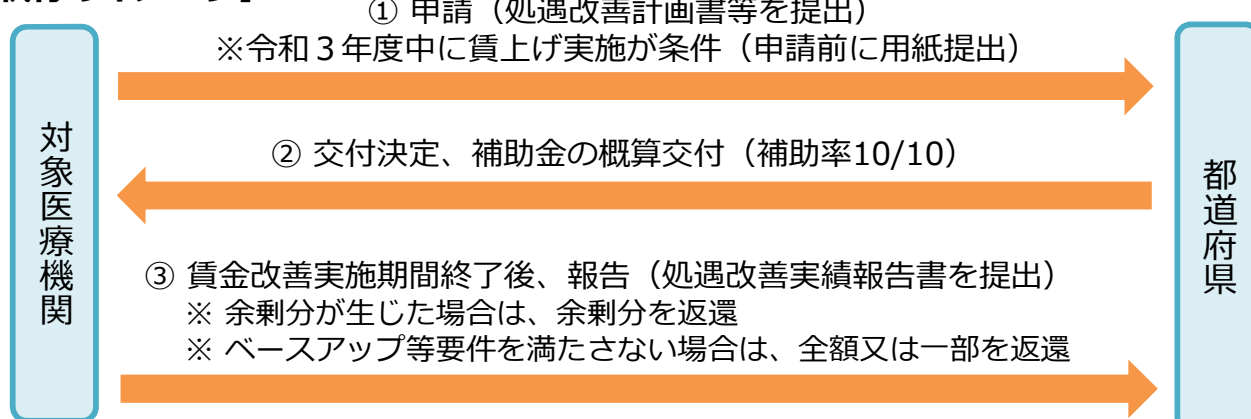 ① 申請（処遇改善計画書等を提出）
※令和３年度中に賃上げ実施が条件（申請前に用紙提出）
対象医療機関
② 交付決定、補助金の概算交付（補助率10/10）
都道府県
③ 賃金改善実施期間終了後、報告（処遇改善実績報告書を提出）
※ 余剰分が生じた場合は、余剰分を返還
※ ベースアップ等要件を満たさない場合は、全額又は一部を返還